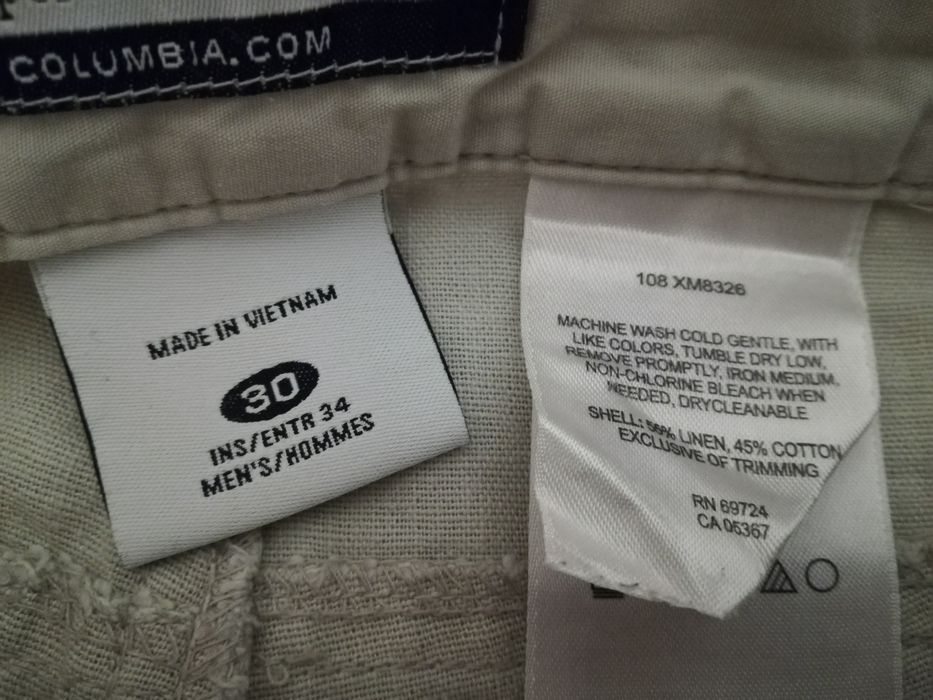 COLUMBIA.COM
MADE IN VIETNAM
30
INS/ENTR 34
MEN'S/HOMMES
108 XM8326
MACHINE WASH COLD GENTLE, WITH
LIKE COLORS, TUMBLE DRY LOW,
REMOVE PROMPTLY, IRON MEDIUM,
NON-CHLORINE BLEACH WHEN
NEEDED, DRYCLEANABLE
SHELL: LINEN, 45% COTTON
EXCLUSIVE OF TRIMMING
RN 69724
CA 05367